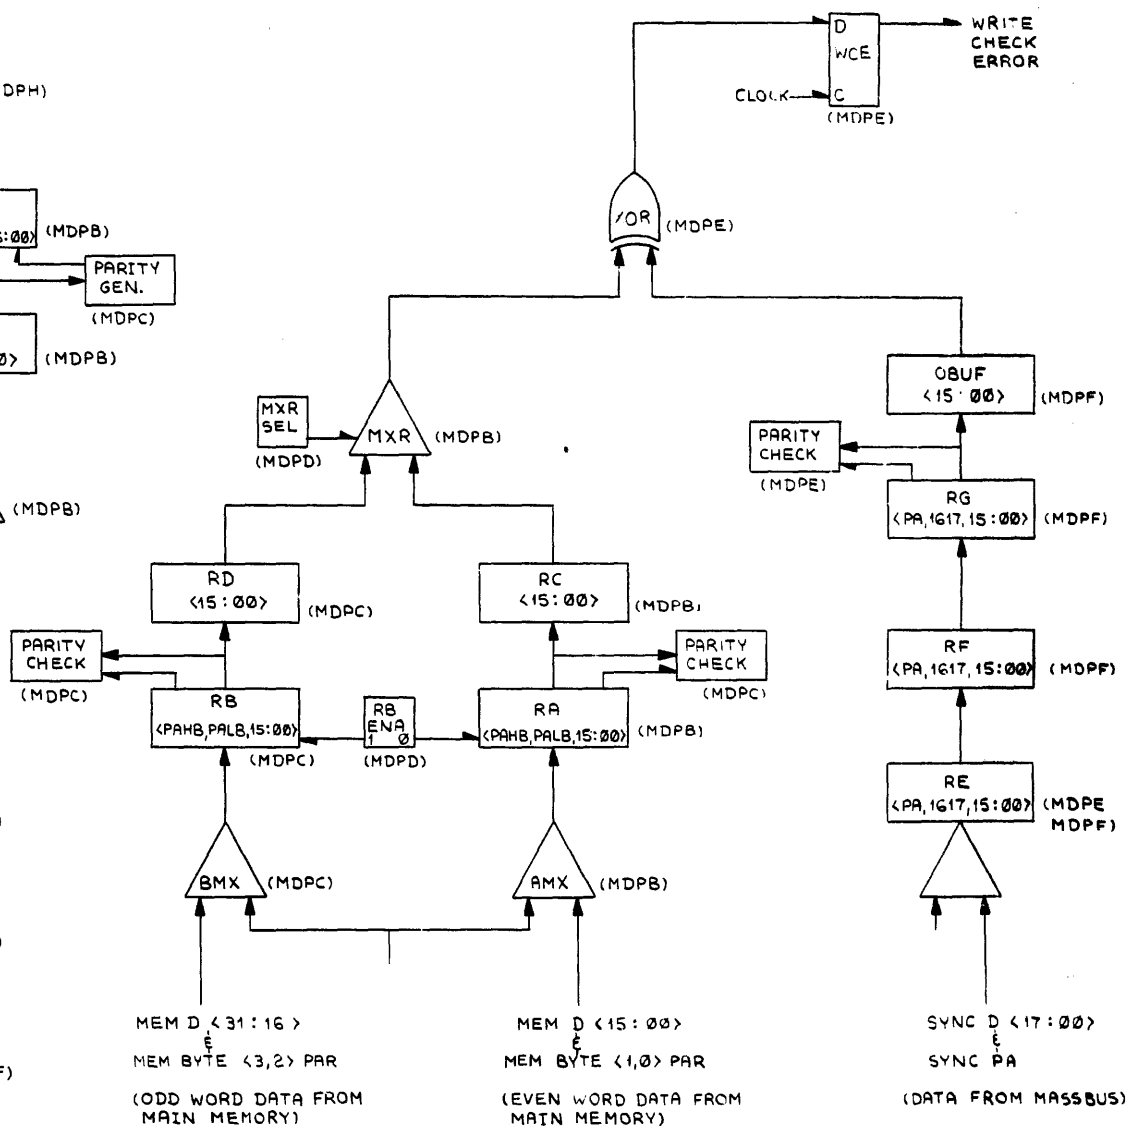 WRITE
CHECK
ERROR
D
WCE
C
CLOCK
(MDPE)
DPH)
(MDPB)
:00>
PARITY
GEN.
(MDPC)
(MDPB)
XOR
(MDPE)
OBUF
<15:00>
(MDPF)
MXR
SEL
(MDPD)
MXR
(MDPB)
PARITY
CHECK
(MDPE)
RG
<PA,1617,15:00>
(MDPF)
(MDPB)
RD
<15:00>
(MDPC)
RC
<15:00>
(MDPB)
PARITY
CHECK
(MDPC)
PARITY
CHECK
(MDPC)
RF
<PA,1617,15:00>
(MDPF)
RB
<PAHB,PALB,15:00>
(MDPC)
RB
ENA
1 0
(MDPD)
RA
<PAHB,PALB,15:00>
(MDPB)
RE
<PA,1617,15:00>
(MDPE
MDPF)
BMX
(MDPC)
AMX
(MDPB)
MEM D <31:16>
&
MEM BYTE <3,2> PAR
(ODD WORD DATA FROM
MAIN MEMORY)
MEM D <15:00>
&
MEM BYTE <1,0> PAR
(EVEN WORD DATA FROM
MAIN MEMORY)
SYNC D <17:00>
&
SYNC PA
(DATA FROM MASSBUS)